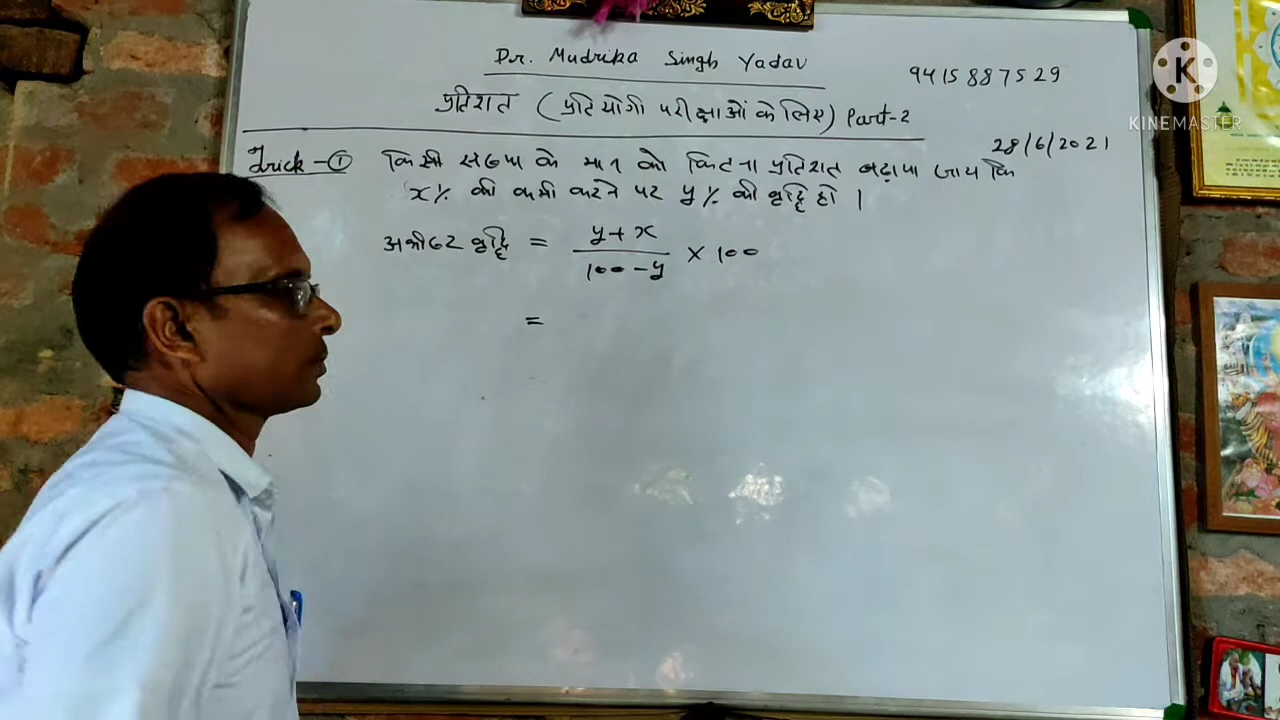 Dr. Mudrika Singh Yadav
9415887529
प्रतिशत (प्रतियोगी परीक्षाओं के लिए) Part-2
28/6/2021
Trick-① किसी संख्या के मान को कितना प्रतिशत बढ़ाया जाय कि
x% की कमी करने पर y% की वृद्धि हो |
अभीष्ट वृद्धि = y+x / 100-y × 100
=
K
KINEMASTER